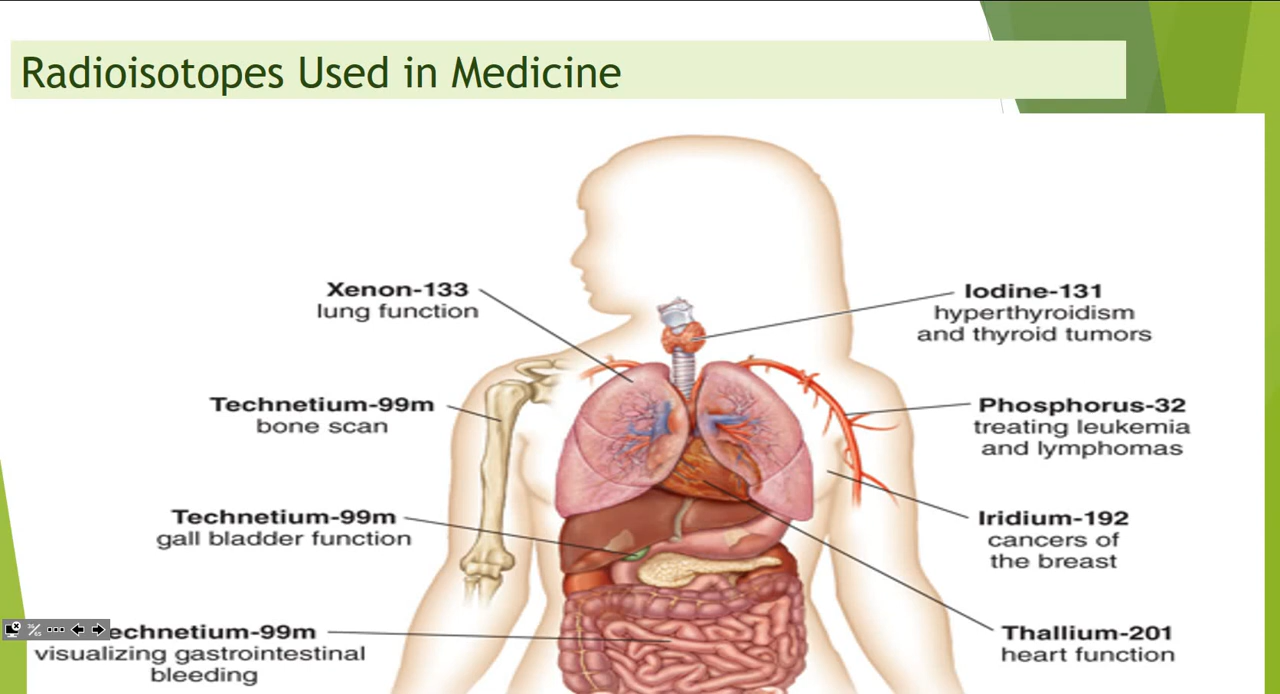 Radioisotopes Used in Medicine
Xenon-133
lung function
Iodine-131
hyperthyroidism
and thyroid tumors
Technetium-99m
bone scan
Phosphorus-32
treating leukemia
and lymphomas
Technetium-99m
gall bladder function
Iridium-192
cancers of
the breast
echnetium-99m
visualizing gastrointestinal
bleeding
Thallium-201
heart function